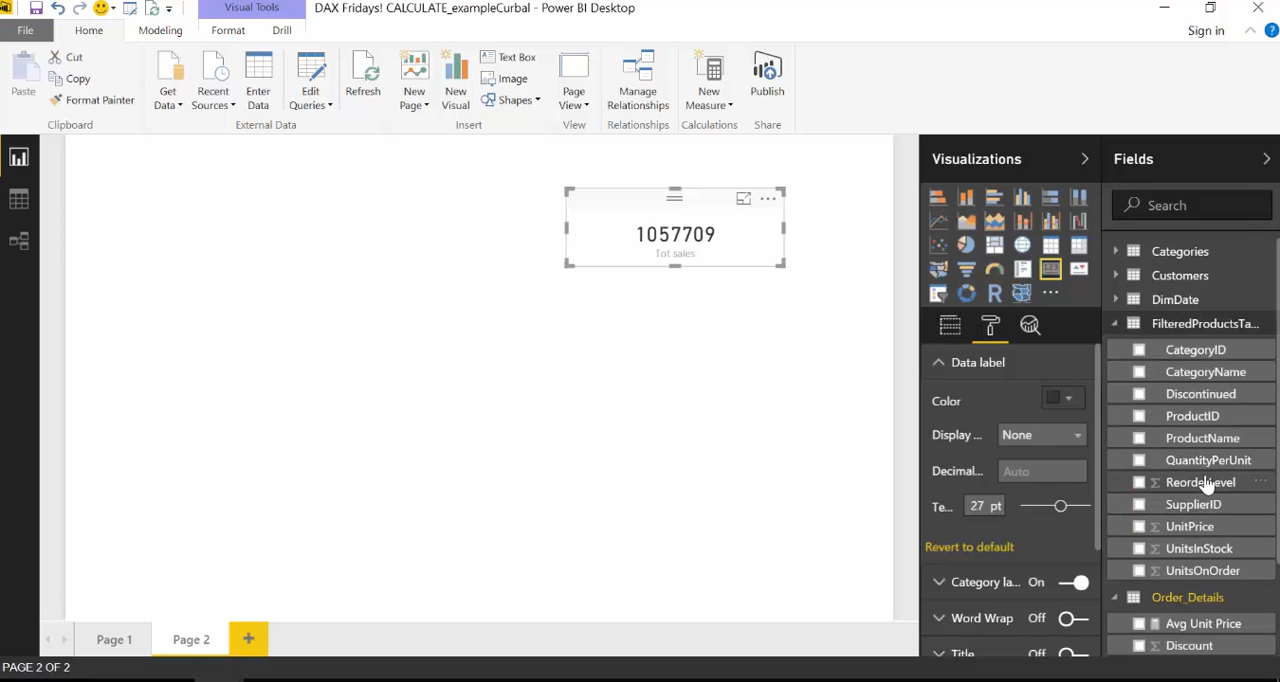 Visual Tools
DAX Fridays! CALCULATE_exampleCurbal - Power BI Desktop
File
Home
Modeling
Format
Drill
Sign in
Paste
Cut
Copy
Format Painter
Get Data
Recent Sources
Enter Data
Edit Queries
Refresh
New Page
New Visual
Text Box
Image
Shapes
Page View
Manage Relationships
New Measure
Publish
Clipboard
External Data
Insert
View
Relationships
Calculations
Share
1057709
Tot sales
Visualizations
R
Data label
Color
Display ...
None
Decimal...
Auto
Te...
27 pt
Revert to default
Category la...
On
Word Wrap
Off
Title
Off
Fields
Search
Categories
Customers
DimDate
FilteredProductsTa...
CategoryID
CategoryName
Discontinued
ProductID
ProductName
QuantityPerUnit
ReorderLevel
SupplierID
UnitPrice
UnitsInStock
UnitsOnOrder
Order_Details
Avg Unit Price
Discount
Page 1
Page 2
PAGE 2 OF 2